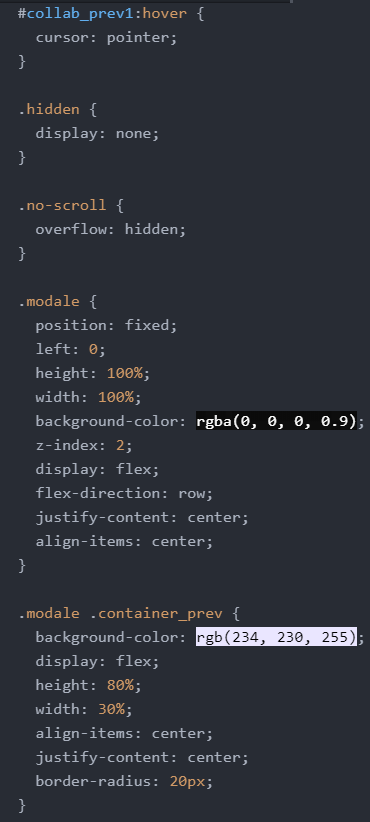 #collab_prev1:hover {
cursor: pointer;
}
.hidden {
display: none;
}
.no-scroll {
overflow: hidden;
}
.modale {
position: fixed;
left: 0;
height: 100%;
width: 100%;
background-color: rgba(0, 0, 0, 0.9);
z-index: 2;
display: flex;
flex-direction: row;
justify-content: center;
align-items: center;
}
.modale .container_prev {
background-color: rgb(234, 230, 255);
display: flex;
height: 80%;
width: 30%;
align-items: center;
justify-content: center;
border-radius: 20px;
}